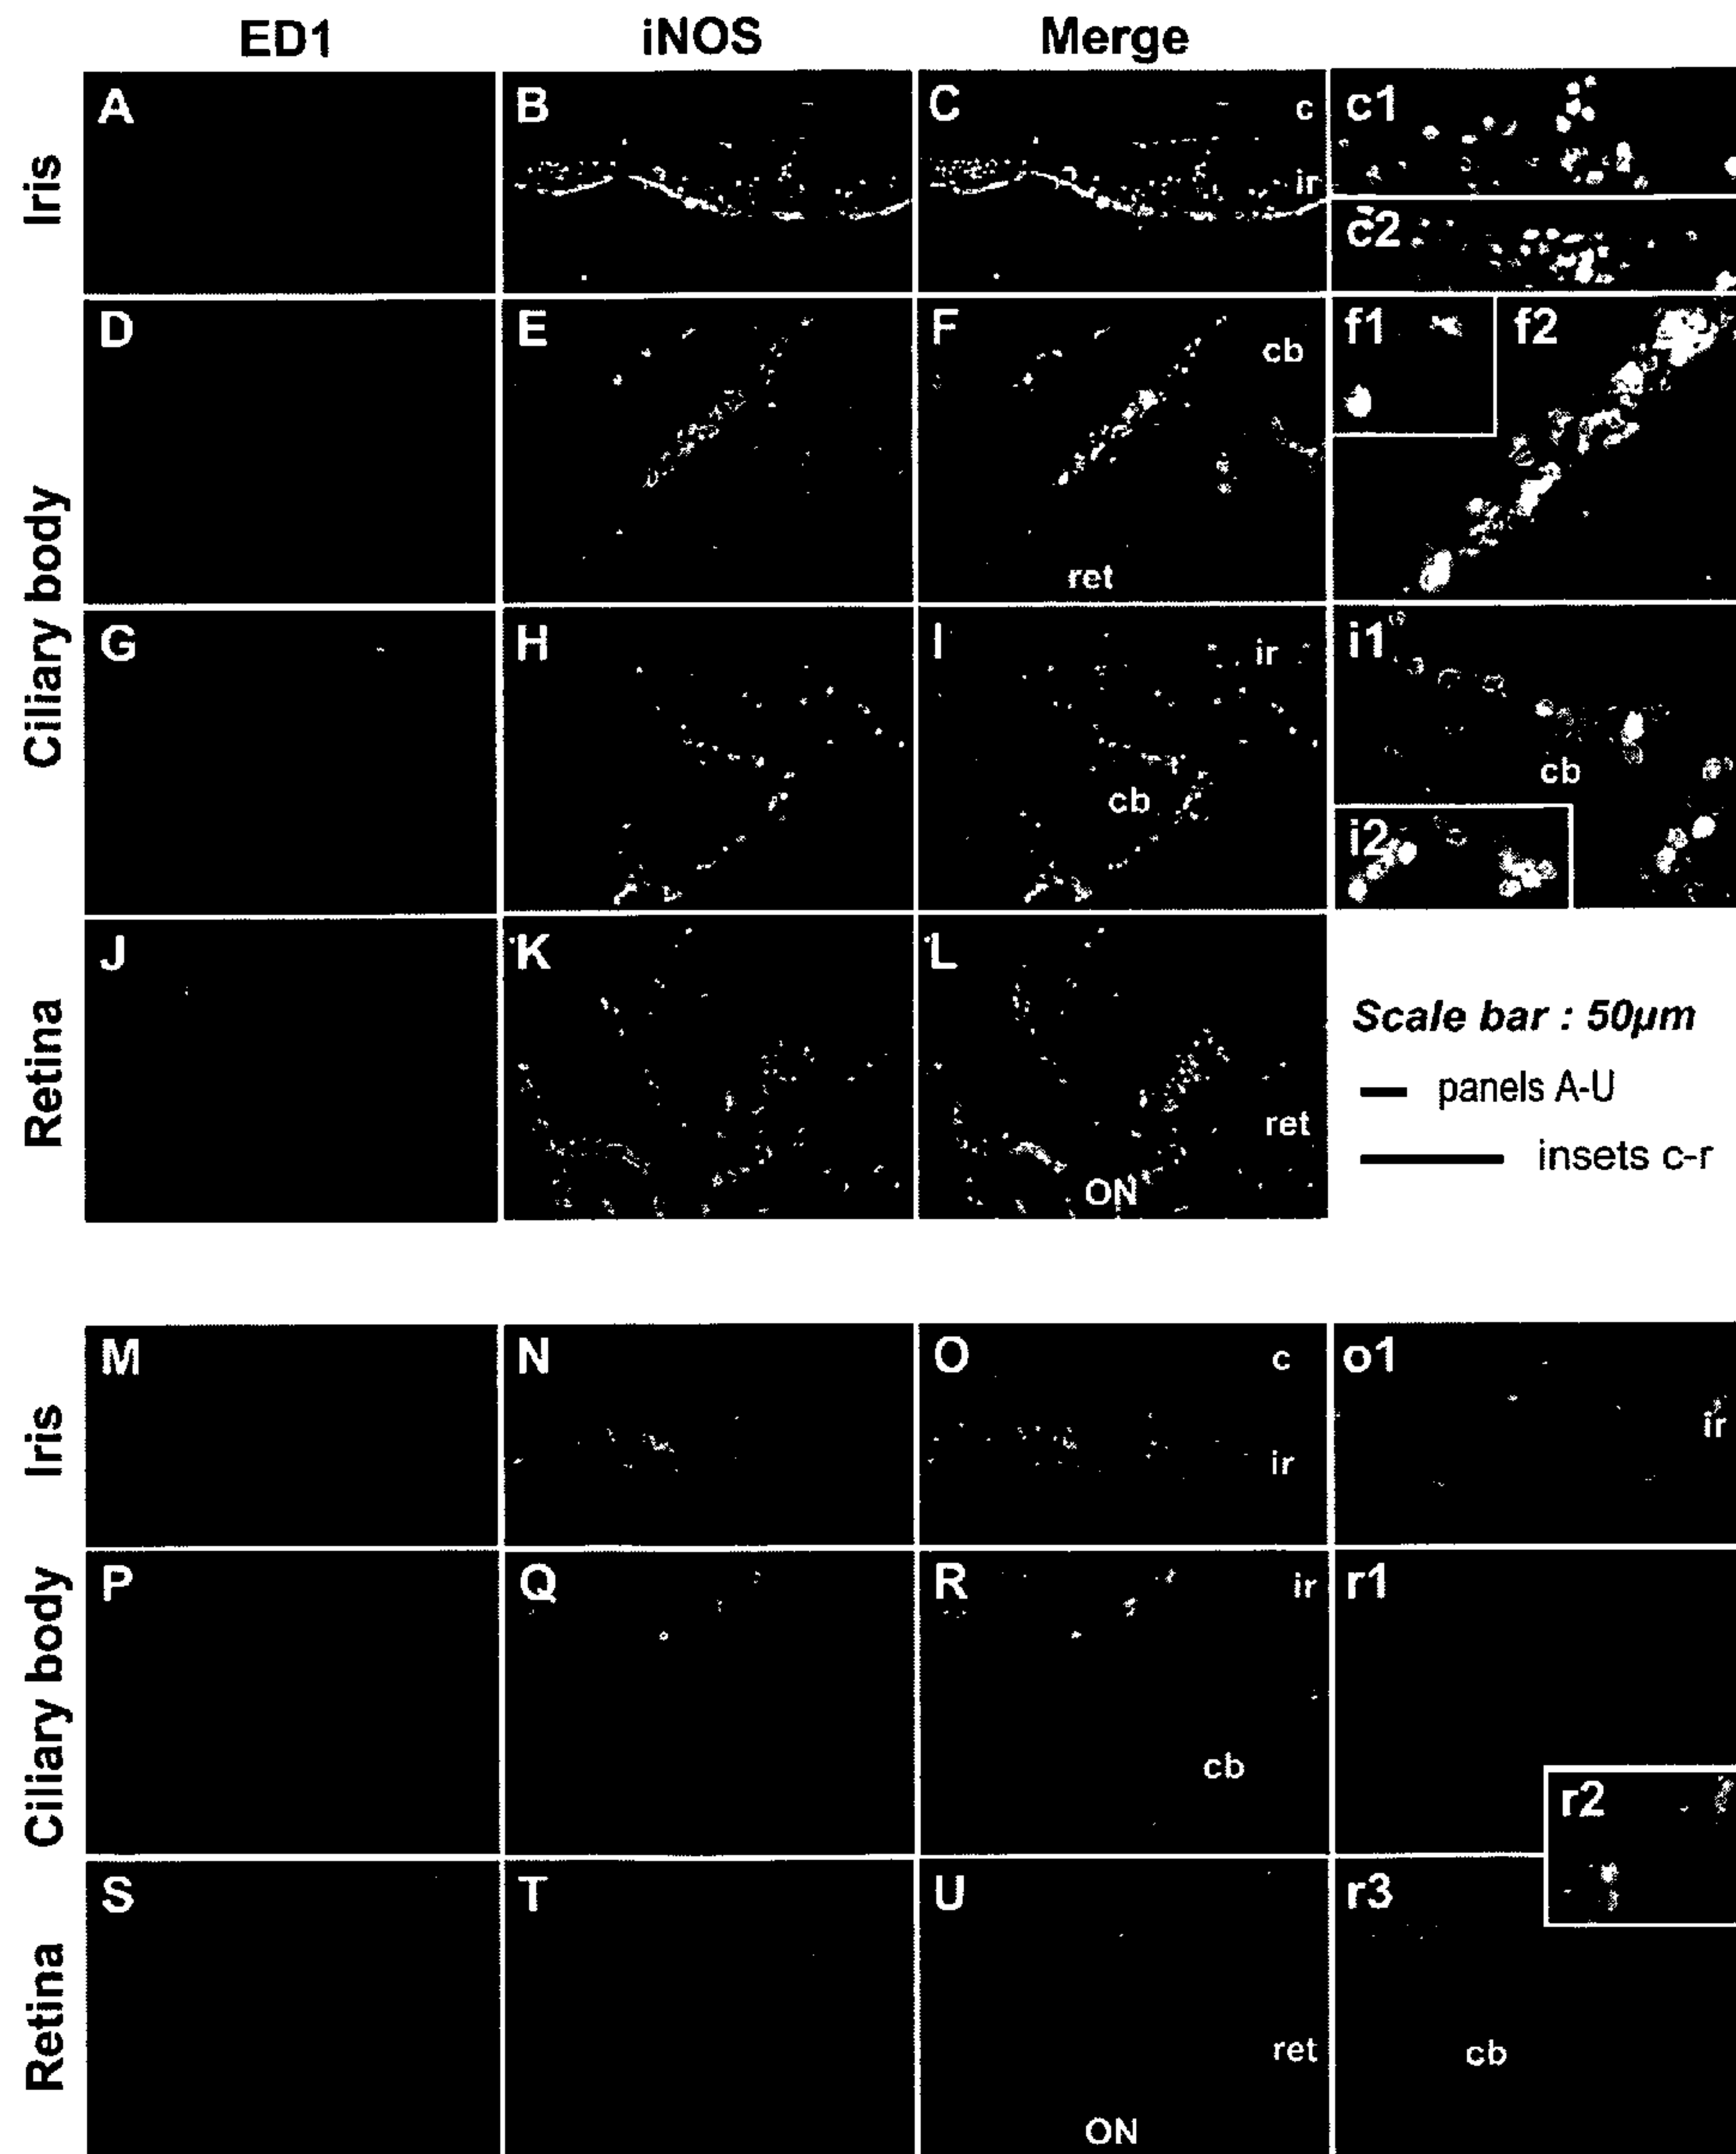 ED1 iNOS Merge
Iris
A B C c ir c1
c2
Ciliary body
D E F cb ret f1 f2
G H I ir cb i1 cb
i2
Retina
J K L ret ON
Scale bar : 50µm
panels A-U
insets c-r
Iris
M N O c ir o1 ir
Ciliary body
P Q R ir cb r1
r2
Retina
S T U ret ON r3 cb